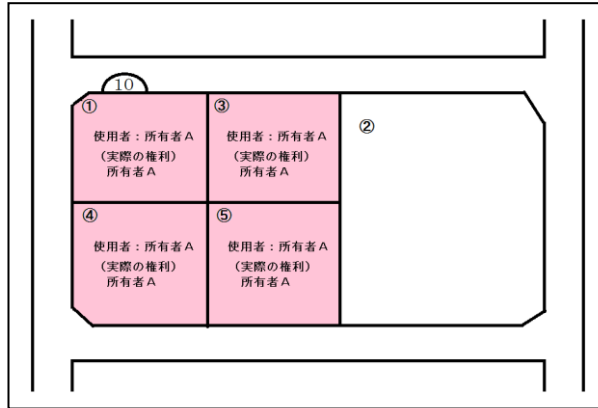 10
①
使用者：所有者A
（実際の権利）
所有者A
③
使用者：所有者A
（実際の権利）
所有者A
②
④
使用者：所有者A
（実際の権利）
所有者A
⑤
使用者：所有者A
（実際の権利）
所有者A